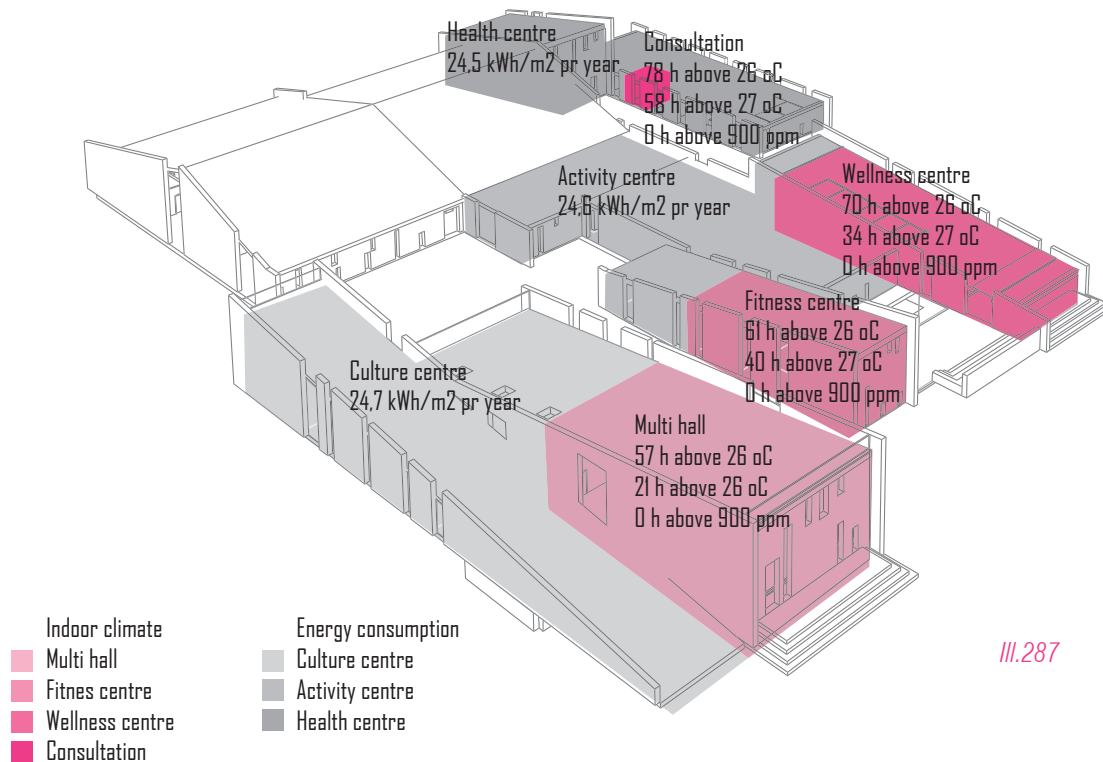 Health centre
24,5 kWh/m2 pr year
Consultation
78 h above 26 oC
58 h above 27 oC
0 h above 900 ppm
Activity centre
24,6 kWh/m2 pr year
Wellness centre
70 h above 26 oC
34 h above 27 oC
0 h above 900 ppm
Fitness centre
61 h above 26 oC
40 h above 27 oC
0 h above 900 ppm
Culture centre
24,7 kWh/m2 pr year
Multi hall
57 h above 26 oC
21 h above 26 oC
0 h above 900 ppm
Indoor climate
Multi hall
Fitnes centre
Wellness centre
Consultation
Energy consumption
Culture centre
Activity centre
Health centre
Ill.287